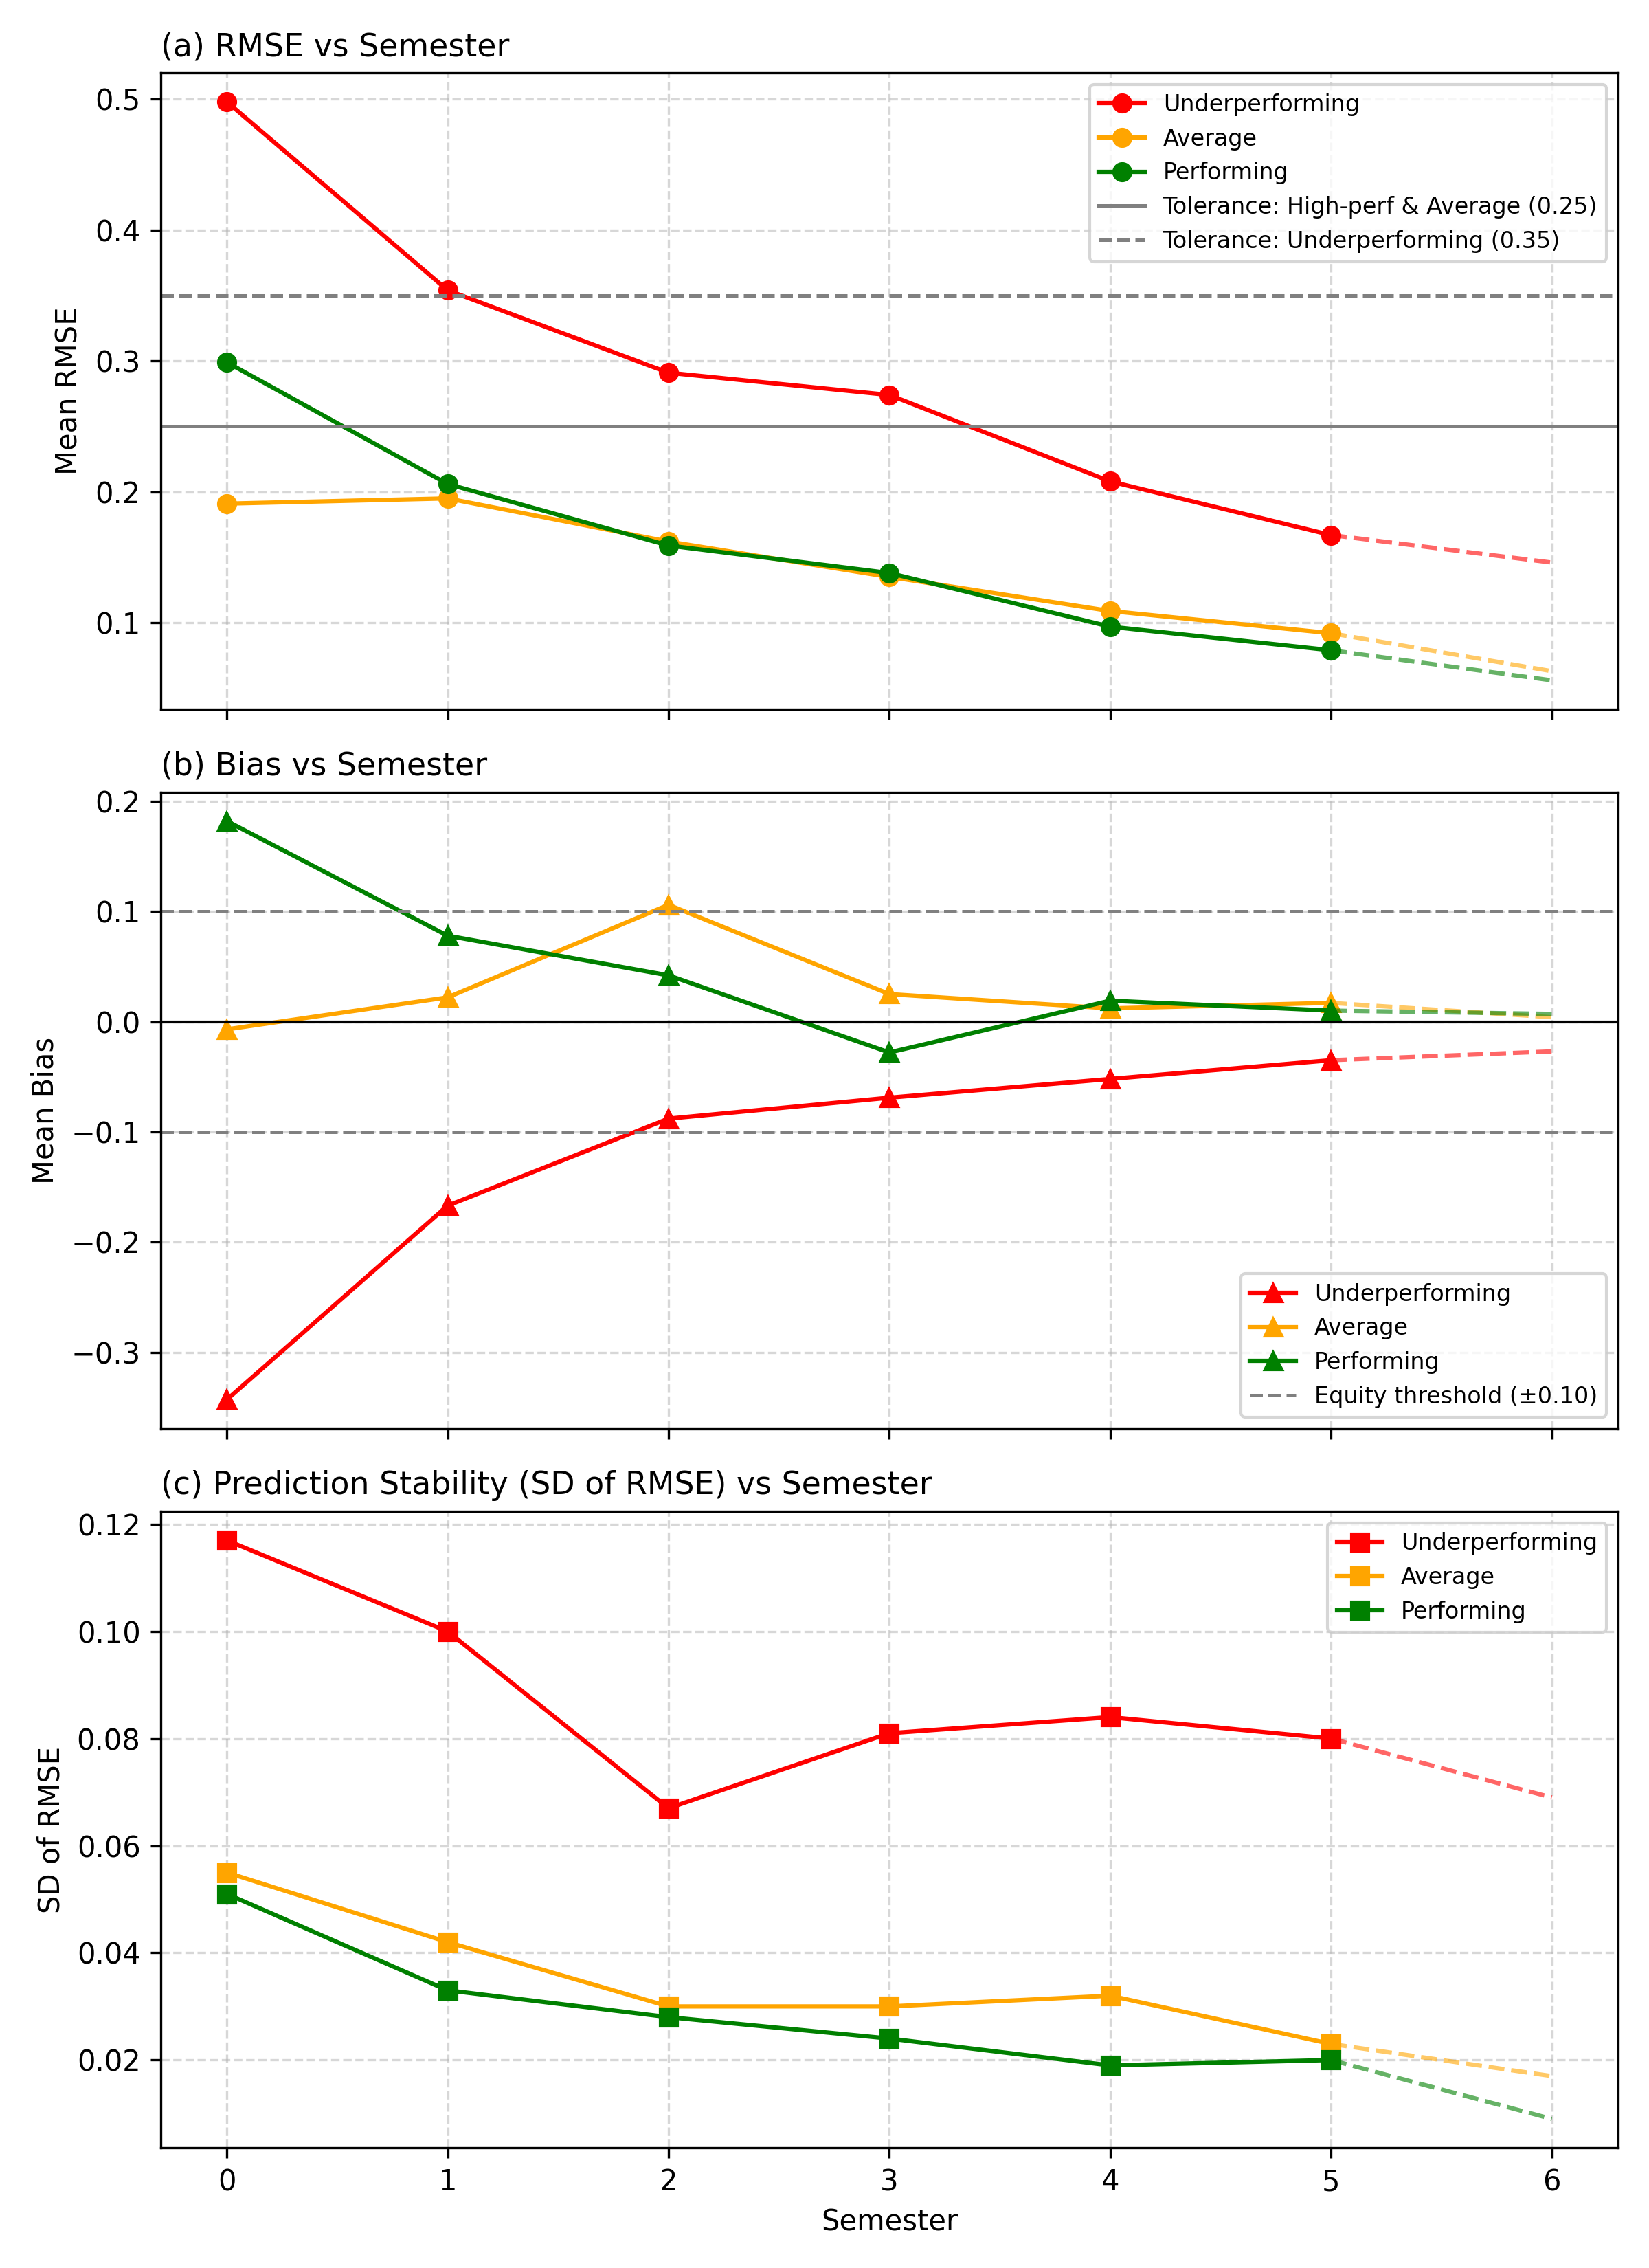 (a) RMSE vs Semester
0.5
0.4
0.3
0.2
0.1
Mean RMSE
Underperforming
Average
Performing
Tolerance: High-perf & Average (0.25)
Tolerance: Underperforming (0.35)
(b) Bias vs Semester
0.2
0.1
0.0
−0.1
−0.2
−0.3
Mean Bias
Underperforming
Average
Performing
Equity threshold (±0.10)
(c) Prediction Stability (SD of RMSE) vs Semester
0.12
0.10
0.08
0.06
0.04
0.02
SD of RMSE
Underperforming
Average
Performing
0 1 2 3 4 5 6
Semester